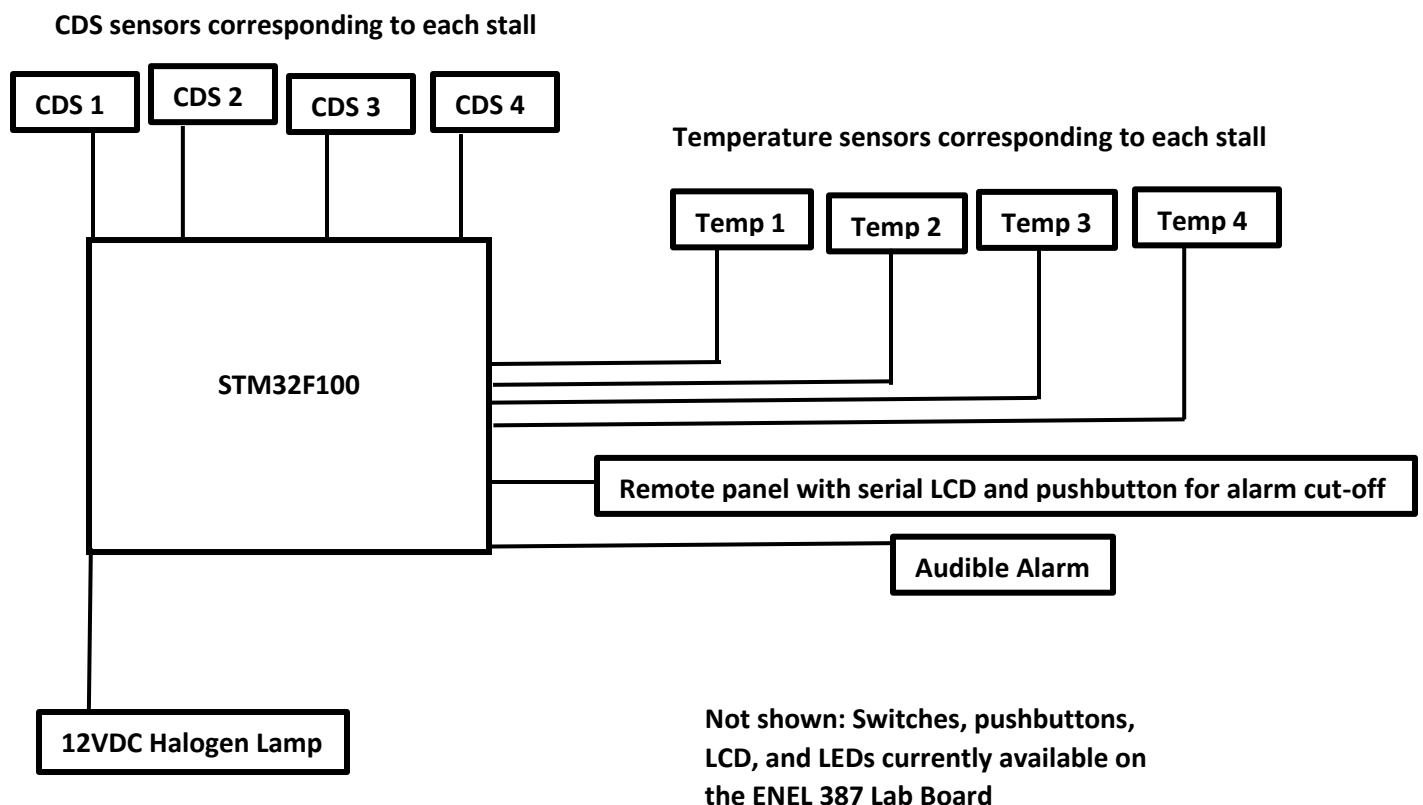 CDS sensors corresponding to each stall
CDS 1
CDS 2
CDS 3
CDS 4
Temperature sensors corresponding to each stall
Temp 1
Temp 2
Temp 3
Temp 4
STM32F100
Remote panel with serial LCD and pushbutton for alarm cut-off
Audible Alarm
12VDC Halogen Lamp
Not shown: Switches, pushbuttons,
LCD, and LEDs currently available on
the ENEL 387 Lab Board